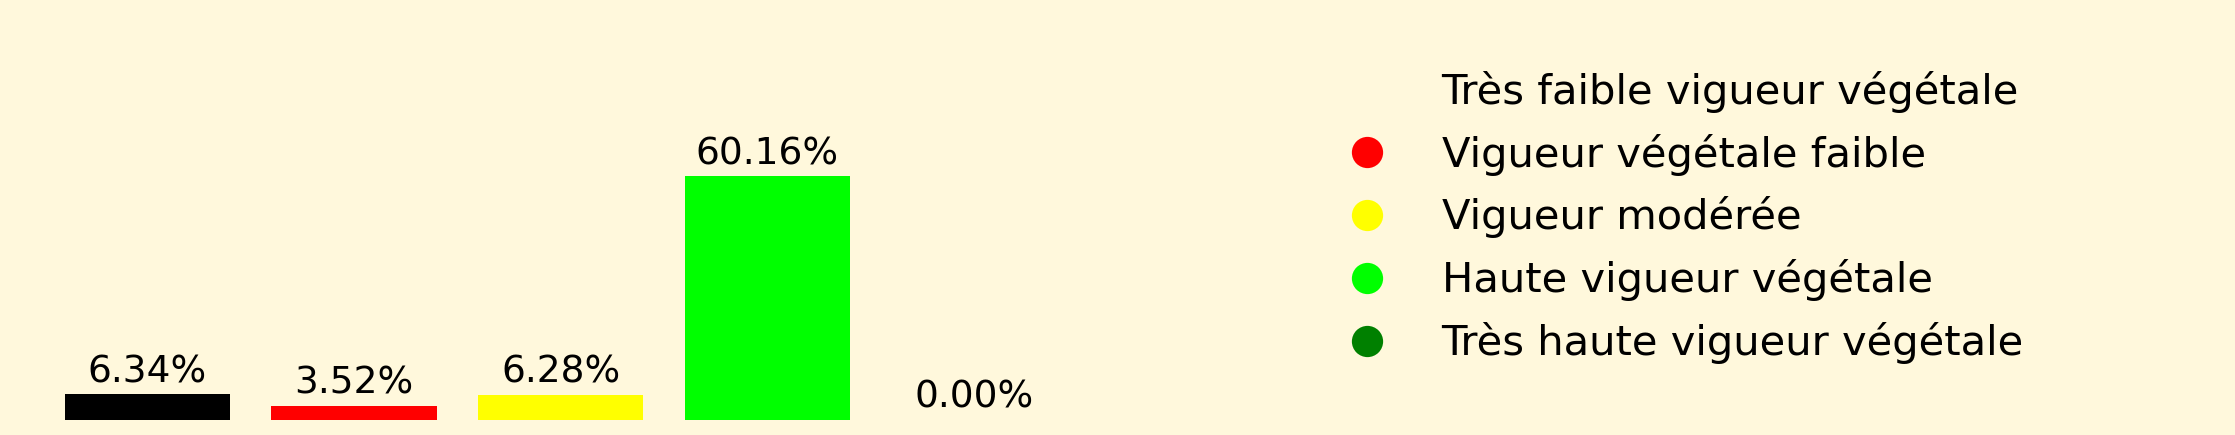 60.16%
6.34%
3.52%
6.28%
0.00%
Très faible vigueur végétale
Vigueur végétale faible
Vigueur modérée
Haute vigueur végétale
Très haute vigueur végétale